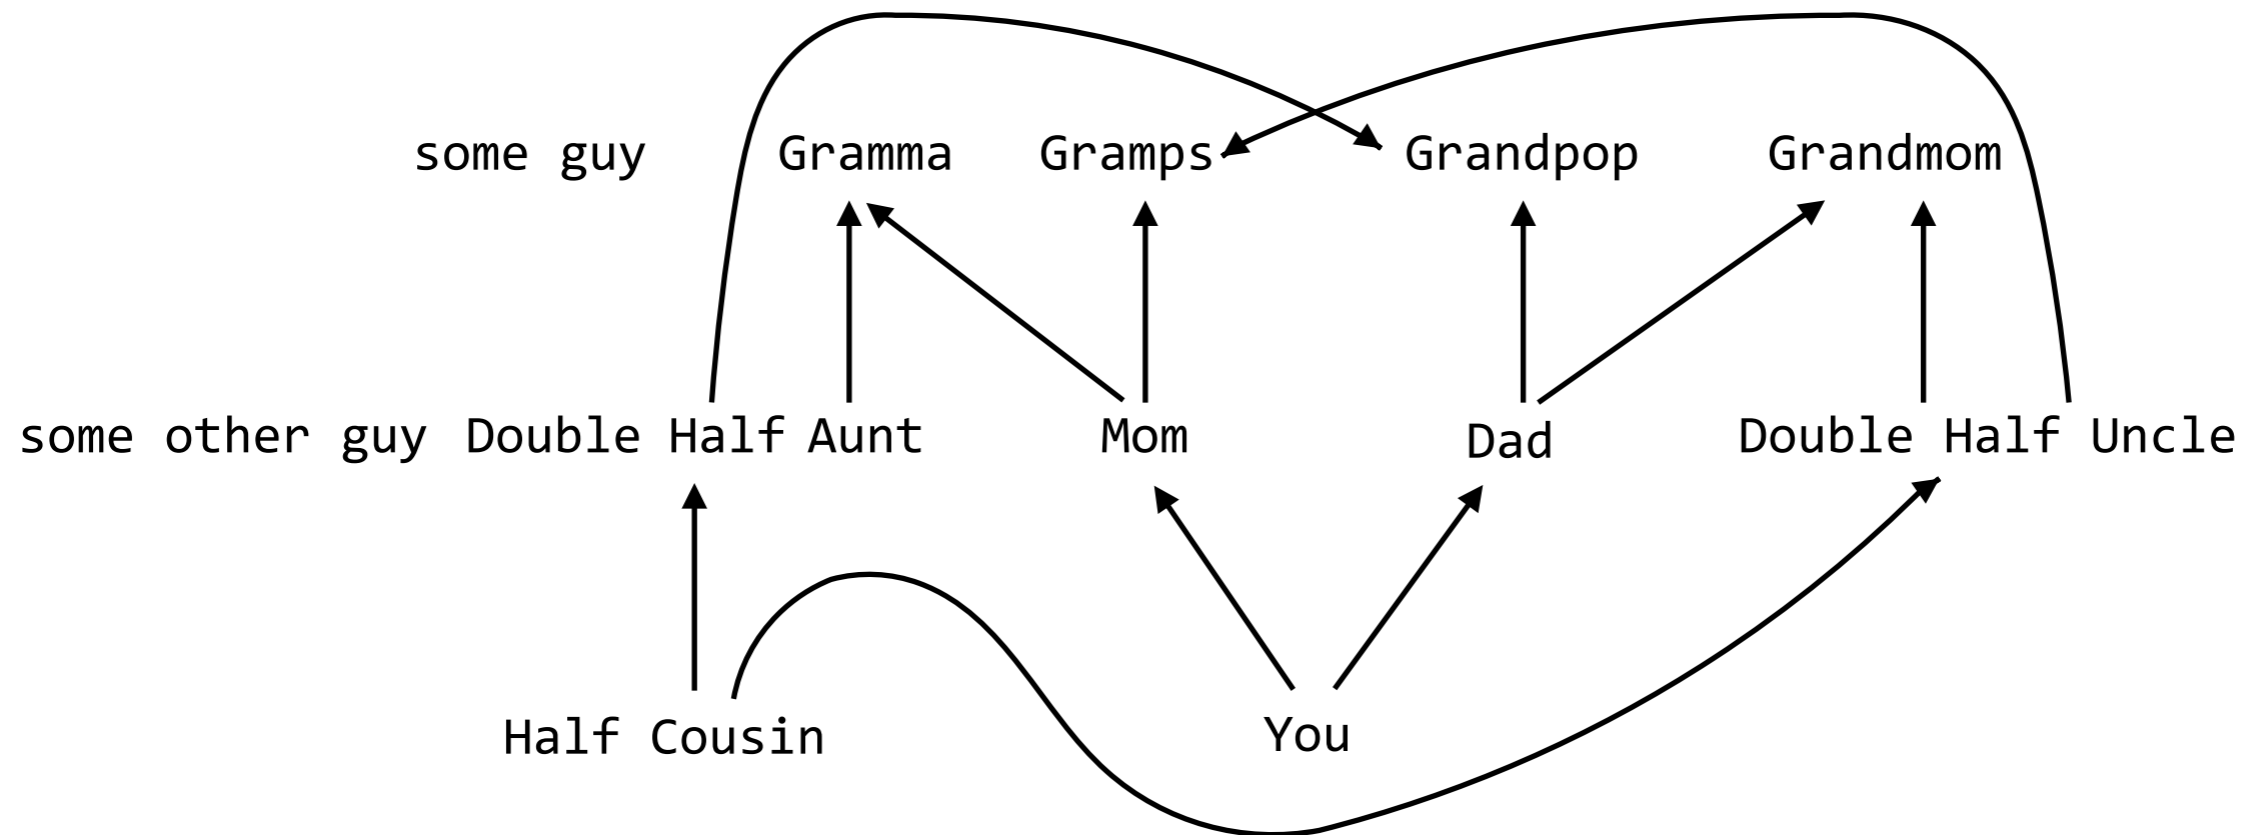 some guy Gramma Gramps Grandpop Grandmom
some other guy Double Half Aunt Mom Dad Double Half Uncle
Half Cousin You